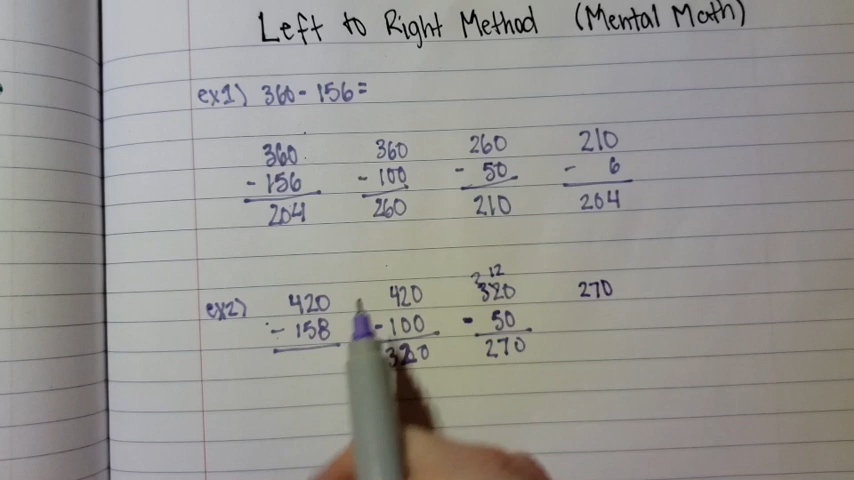 Left to Right Method (Mental Math)
ex1) 360 - 156 =
360 360 260 210
- 156 - 100 - 50 - 6
204 260 210 204
2 12
ex2) 420 420 320 270
- 158 - 100 - 50
320 270